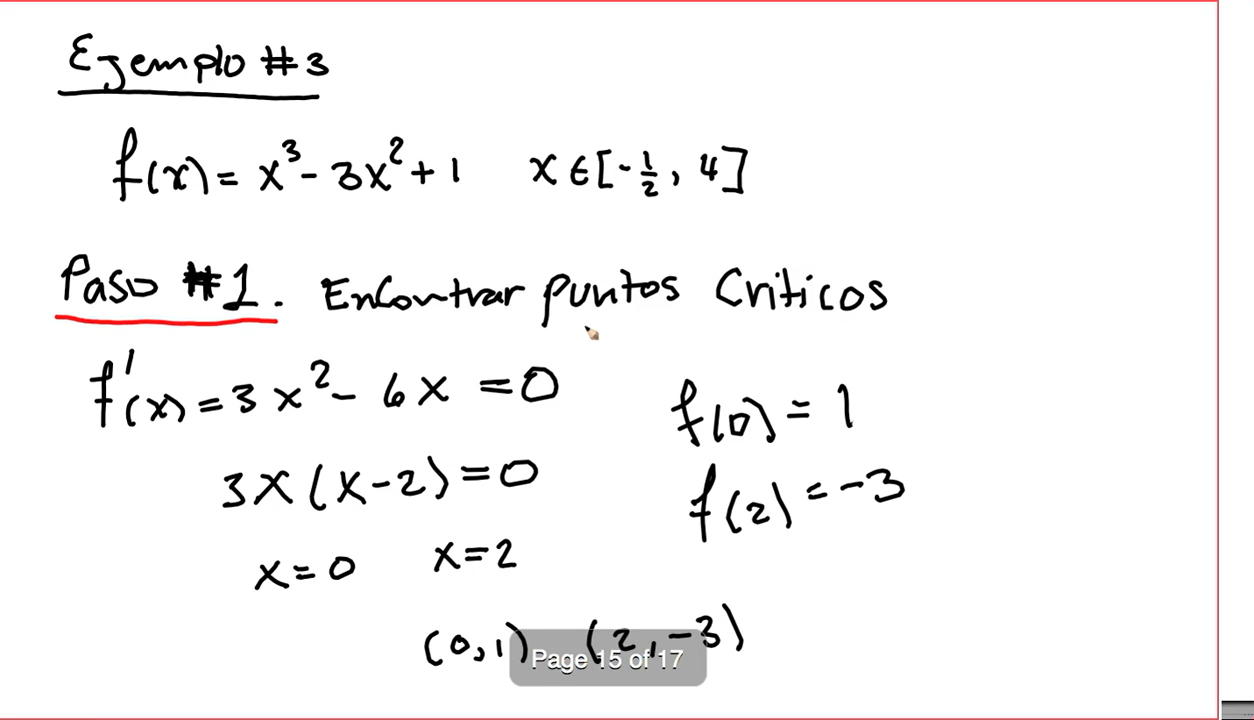 Ejemplo #3
f(x) = x³ - 3x² + 1 x ∈ [-1/2, 4]
Paso #1. Encontrar puntos Criticos
f'(x) = 3x² - 6x = 0
f(0) = 1
3x(x-2) = 0
f(2) = -3
x = 0 x = 2
(0,1) (2,-3)
Page 15 of 17